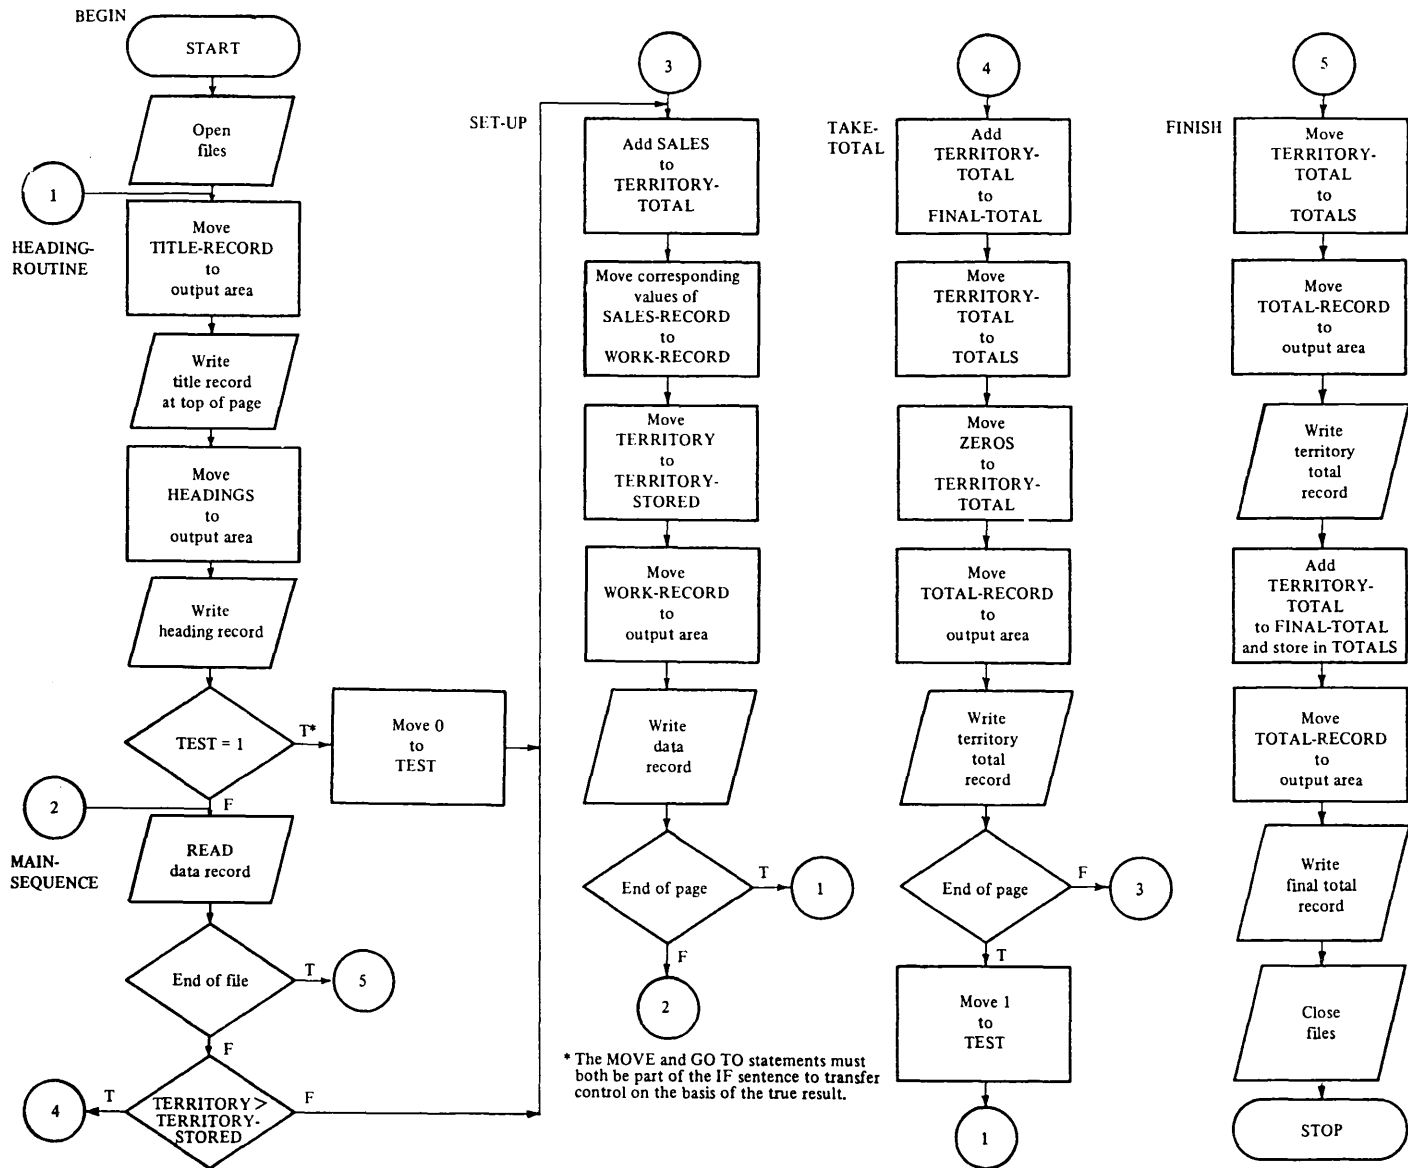 BEGIN
START
Open
files
1
HEADING-
ROUTINE
Move
TITLE-RECORD
to
output area
Write
title record
at top of page
Move
HEADINGS
to
output area
Write
heading record
TEST = 1
T*
Move 0
to
TEST
F
2
MAIN-
SEQUENCE
READ
data record
End of file
T
5
F
TERRITORY >
TERRITORY-
STORED
T
4
F
3
SET-UP
Add SALES
to
TERRITORY-
TOTAL
Move corresponding
values of
SALES-RECORD
to
WORK-RECORD
Move
TERRITORY
to
TERRITORY-
STORED
Move
WORK-RECORD
to
output area
Write
data
record
End of page
T
1
F
2
* The MOVE and GO TO statements must
both be part of the IF sentence to transfer
control on the basis of the true result.
4
TAKE-
TOTAL
Add
TERRITORY-
TOTAL
to
FINAL-TOTAL
Move
TERRITORY-
TOTAL
to
TOTALS
Move
ZEROS
to
TERRITORY-
TOTAL
Move
TOTAL-RECORD
to
output area
Write
territory
total
record
End of page
F
3
T
Move 1
to
TEST
1
5
FINISH
Move
TERRITORY-
TOTAL
to
TOTALS
Move
TOTAL-RECORD
to
output area
Write
territory
total
record
Add
TERRITORY-
TOTAL
to FINAL-TOTAL
and store in TOTALS
Move
TOTAL-RECORD
to
output area
Write
final total
record
Close
files
STOP